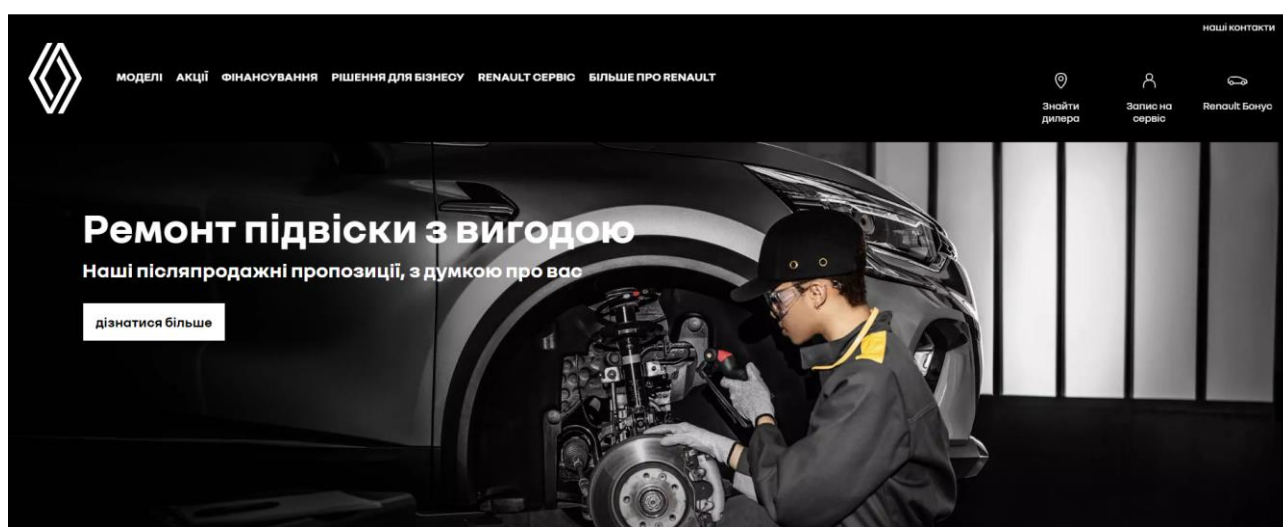 наші контакти
МОДЕЛІ АКЦІЇ ФІНАНСУВАННЯ РІШЕННЯ ДЛЯ БІЗНЕСУ RENAULT СЕРВІС БІЛЬШЕ ПРО RENAULT
Знайти
дилера
Запис на
сервіс
Renault Бонус
Ремонт підвіски з вигодою
Наші післяпродажні пропозиції, з думкою про вас
дізнатися більше